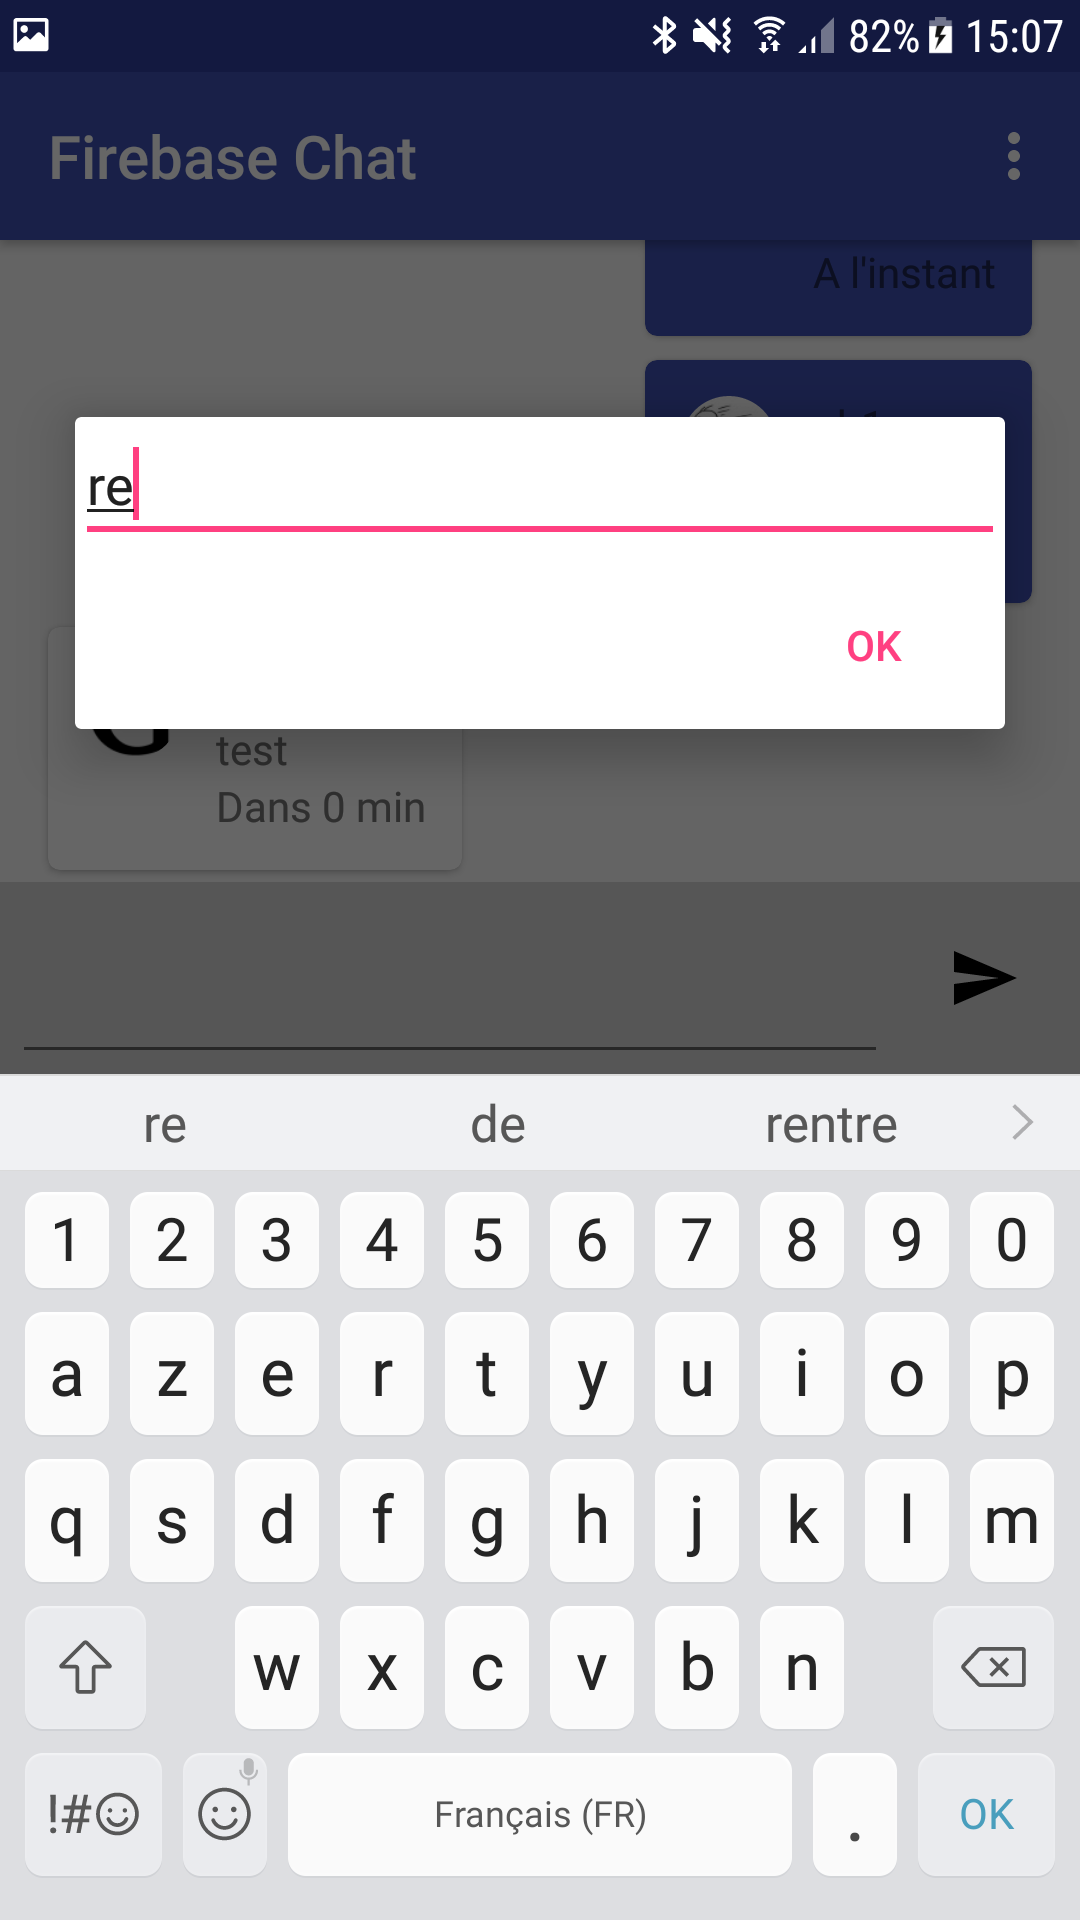 82% 15:07
Firebase Chat
A l'instant
re
OK
test
Dans 0 min
re de rentre
1 2 3 4 5 6 7 8 9 0
a z e r t y u i o p
q s d f g h j k l m
w x c v b n
!# Français (FR) . OK